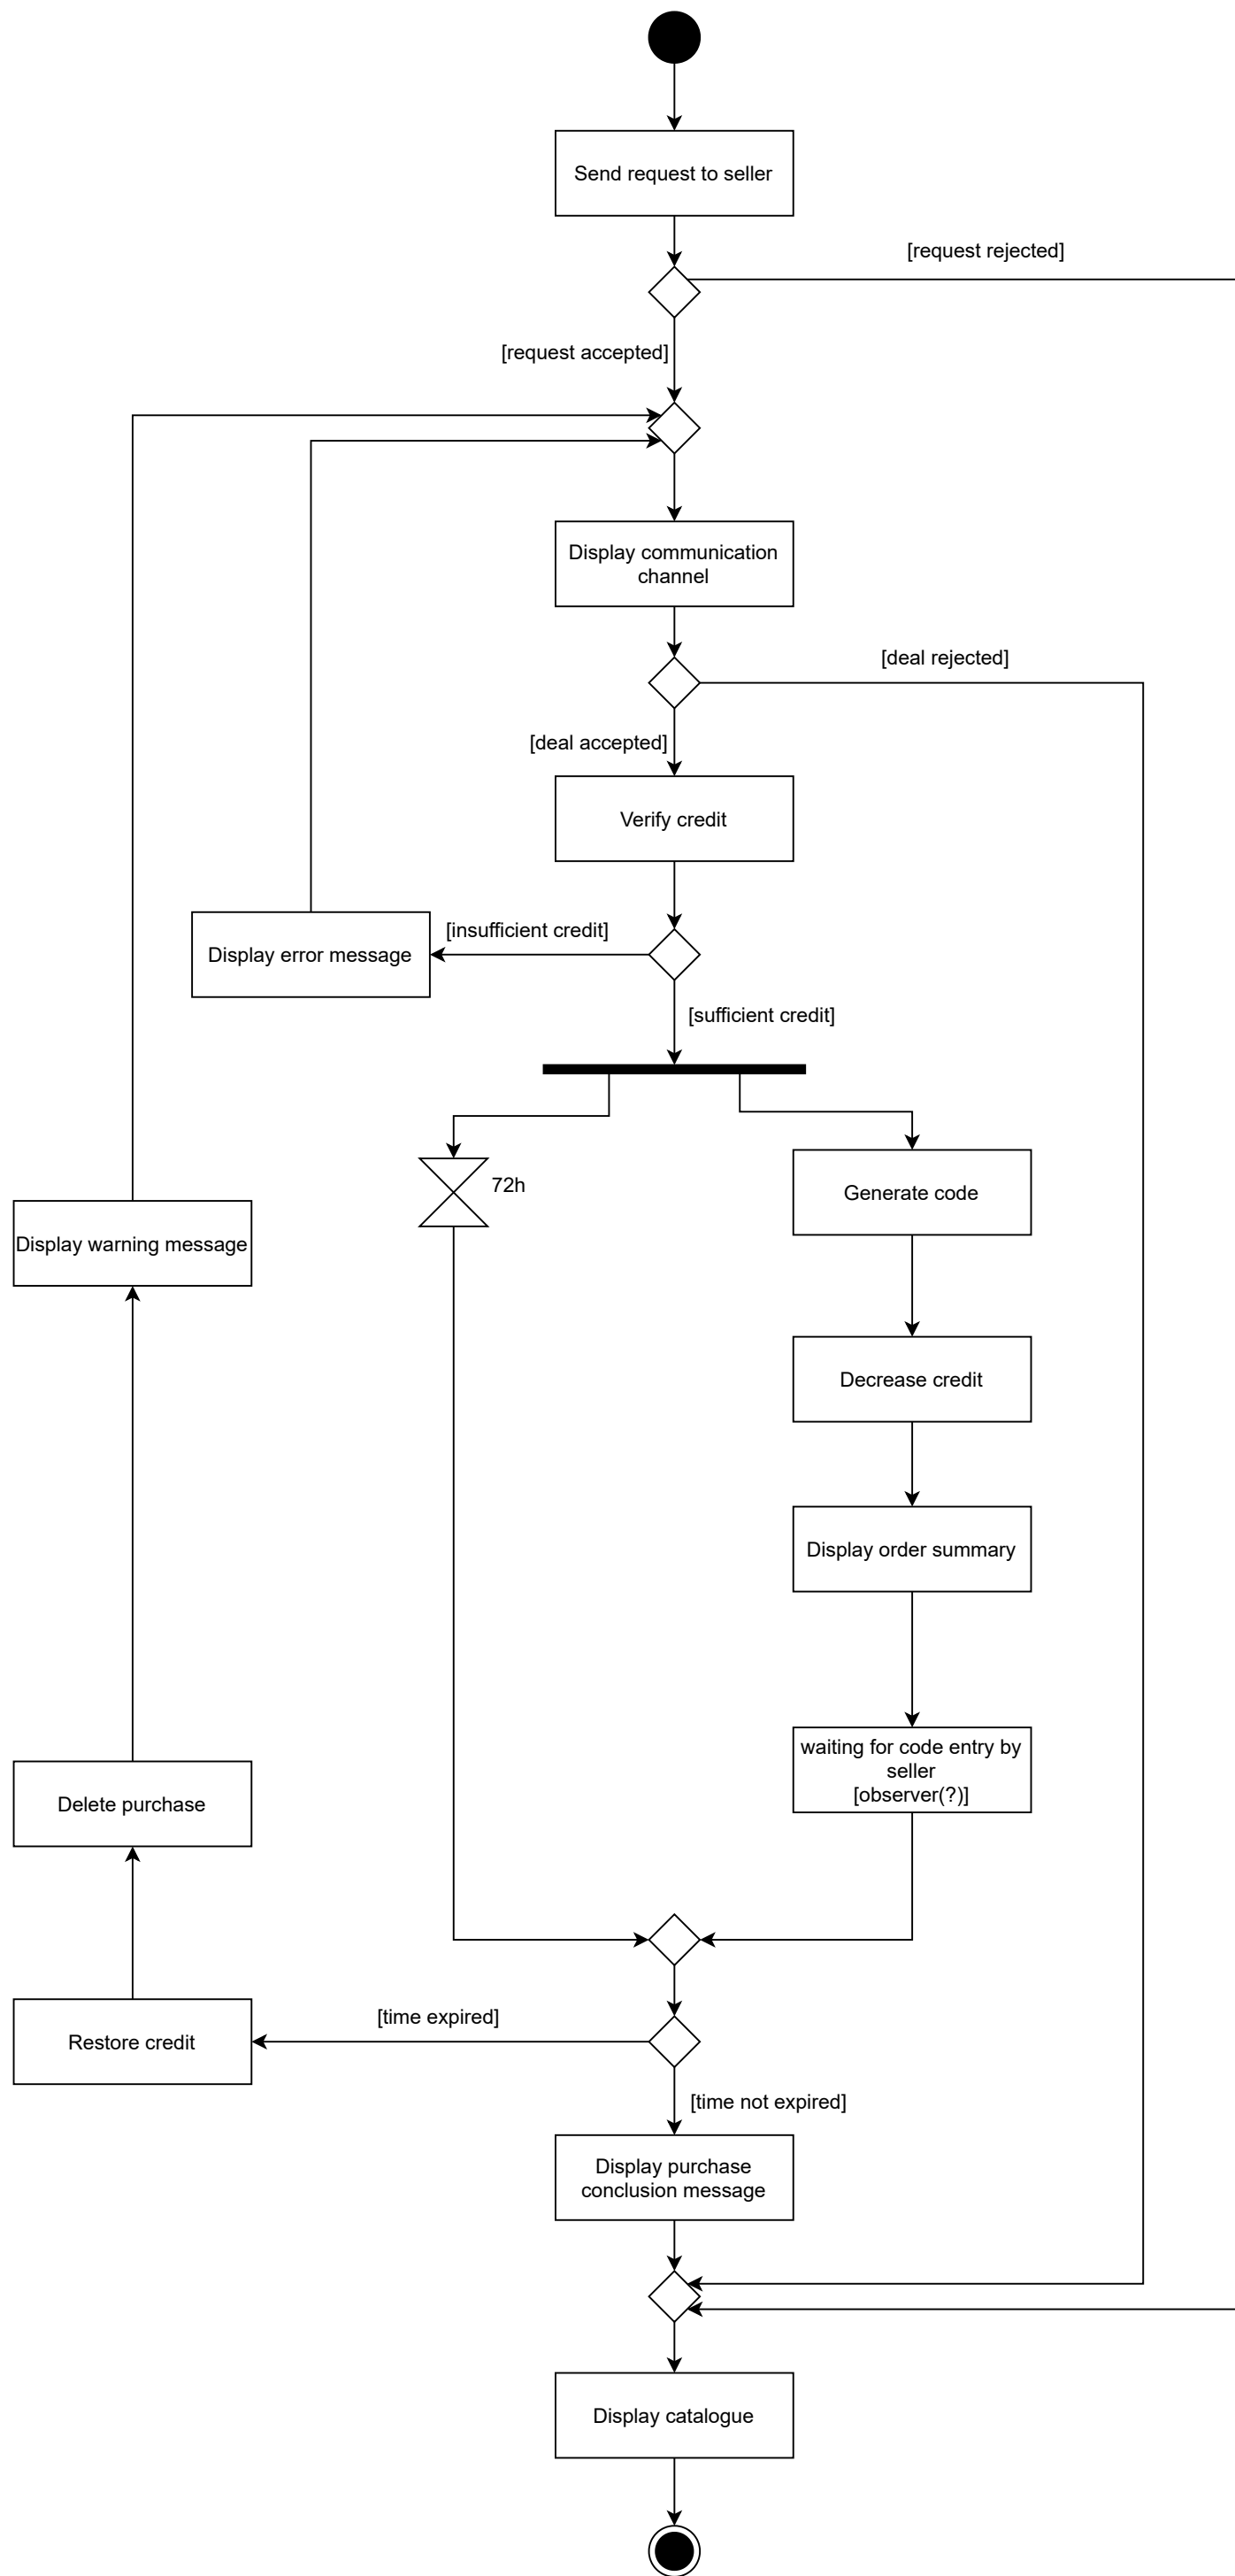 Send request to seller
[request rejected]
[request accepted]
Display communication
channel
[deal rejected]
[deal accepted]
Verify credit
[insufficient credit]
Display error message
[sufficient credit]
72h
Generate code
Display warning message
Decrease credit
Display order summary
waiting for code entry by
seller
[observer(?)]
Delete purchase
[time expired]
Restore credit
[time not expired]
Display purchase
conclusion message
Display catalogue